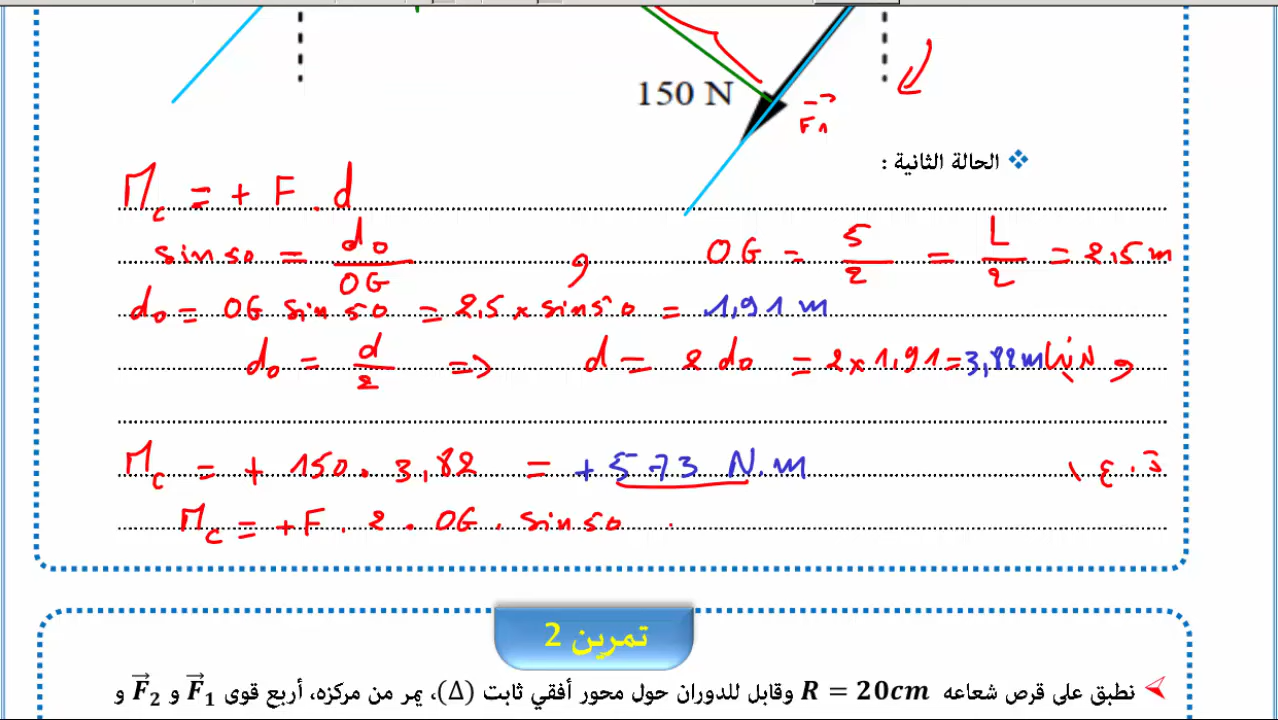 150 N
F₁
❖ الحالة الثانية :
M_c = + F . d
sin 50 = d₀/OG , OG = 5/2 = L/2 = 2.5 m
d₀ = OG sin 50 = 2.5 x sin 50 = 1,91 m
d₀ = d/2 => d = 2 d₀ = 2 x 1,91 = 3,82 m
M_c = + 150 . 3,82 = + 573 N.m
M_c = + F . 2 . OG . sin 50 .
تمرين 2
نطبق على قرص شعاعه R = 20cm وقابل للدوران حول محور أفقي ثابت (Δ)، يمر من مركزه، أربع قوى F₁ و F₂ و